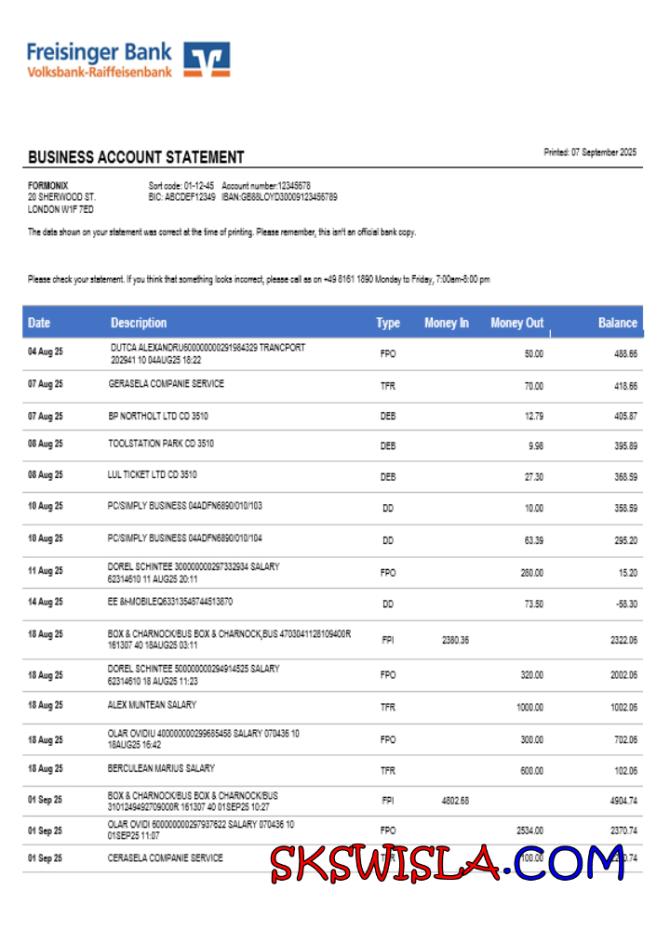 Freisinger Bank
Volksbank-Raiffeisenbank
BUSINESS ACCOUNT STATEMENT
Printed: 07 September 2025
FORMONIX Sort code: 01-12-45 Account number:12345678
20 SHERWOOD ST. BIC: ABCDEF12349 IBAN:GB88LOYD30009123456789
LONDON W1F 7ED
The data shown on your statement was correct at the time of printing. Please remember, this isn't an official bank copy.
Please check your statement. If you think that something looks incorrect, please call as on +49 8161 1890 Monday to Friday, 7:00am-8:00 pm
Date Description Type Money In Money Out Balance
04 Aug 25 DUTCA ALEXANDRU600000000291984329 TRANCPORT FPO 50.00 488.66
202941 10 04AUG25 18:22
07 Aug 25 GERASELA COMPANIE SERVICE TFR 70.00 418.66
07 Aug 25 BP NORTHOLT LTD CD 3510 DEB 12.79 405.87
08 Aug 25 TOOLSTATION PARK CD 3510 DEB 9.98 395.89
08 Aug 25 LUL TICKET LTD CD 3510 DEB 27.30 368.59
10 Aug 25 PC/SIMPLY BUSINESS 04ADFN6890/010/103 DD 10.00 358.59
10 Aug 25 PC/SIMPLY BUSINESS 04ADFN6890/010/104 DD 63.39 295.20
11 Aug 25 DOREL SCHINTEE 300000000297332934 SALARY FPO 280.00 15.20
62314610 11 AUG25 20:11
14 Aug 25 EE &I-MOBILEQ63313548744513870 DD 73.50 -58.30
18 Aug 25 BOX & CHARNOCK/BUS BOX & CHARNOCK,BUS 4703041128109400R FPI 2380.36 2322.06
161307 40 18AUG25 03:11
18 Aug 25 DOREL SCHINTEE 500000000294914525 SALARY FPO 320.00 2002.06
62314610 18 AUG25 11:23
18 Aug 25 ALEX MUNTEAN SALARY TFR 1000.00 1002.06
18 Aug 25 OLAR OVIDIU 400000000299685458 SALARY 070436 10 FPO 300.00 702.06
18AUG25 16:42
18 Aug 25 BERCULEAN MARIUS SALARY TFR 600.00 102.06
01 Sep 25 BOX & CHARNOCK/BUS BOX & CHARNOCK/BUS FPI 4802.68 4904.74
3101249492709000R 161307 40 01SEP25 10:27
01 Sep 25 OLAR OVIDI 600000000297937622 SALARY 070436 10 FPO 2534.00 2370.74
01SEP25 11:07
01 Sep 25 CERASELA COMPANIE SERVICE 100.00
SKSWISLA.COM